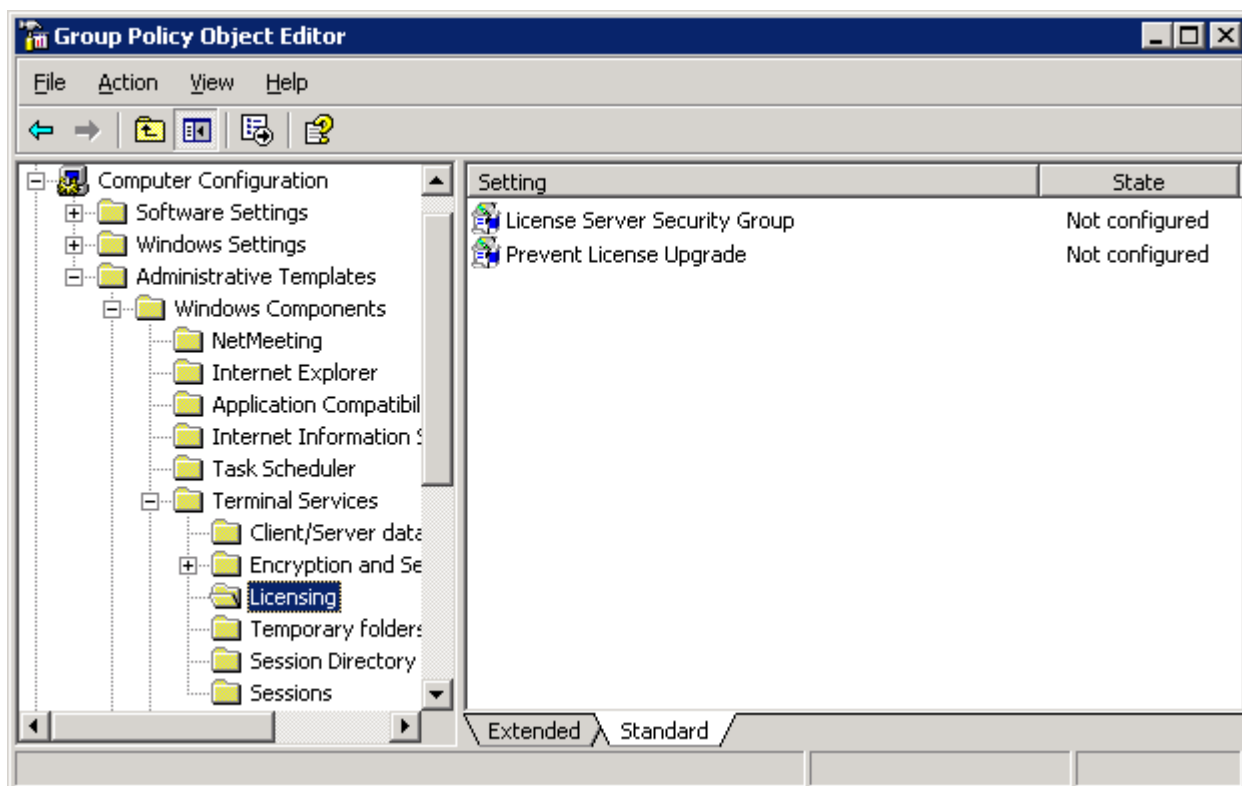 Group Policy Object Editor
File Action View Help
Computer Configuration
Software Settings
Windows Settings
Administrative Templates
Windows Components
NetMeeting
Internet Explorer
Application Compatibil
Internet Information S
Task Scheduler
Terminal Services
Client/Server data
Encryption and Se
Licensing
Temporary folders
Session Directory
Sessions
Setting State
License Server Security Group Not configured
Prevent License Upgrade Not configured
Extended Standard